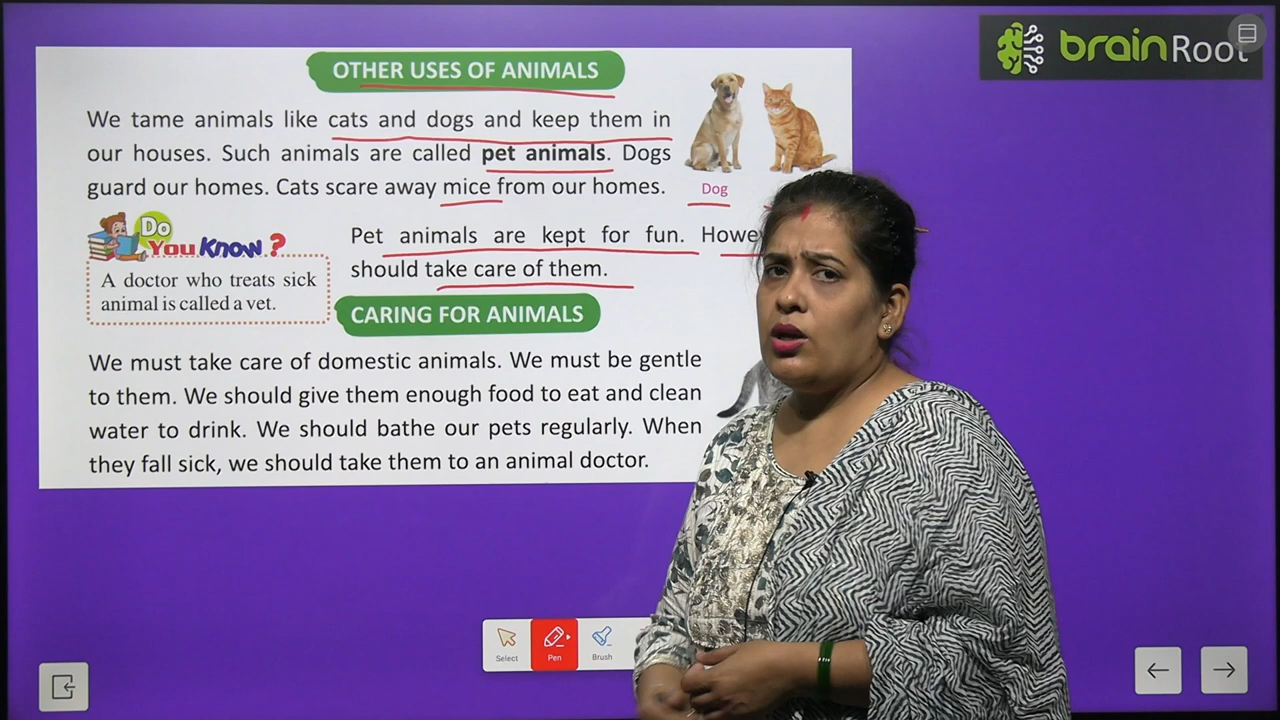 brainRoot
OTHER USES OF ANIMALS
We tame animals like cats and dogs and keep them in
our houses. Such animals are called pet animals. Dogs
guard our homes. Cats scare away mice from our homes.
Dog
Do
You Know ?
A doctor who treats sick
animal is called a vet.
Pet animals are kept for fun.
should take care of them.
CARING FOR ANIMALS
We must take care of domestic animals. We must be gentle
to them. We should give them enough food to eat and clean
water to drink. We should bathe our pets regularly. When
they fall sick, we should take them to an animal doctor.
Select
Pen
Brush